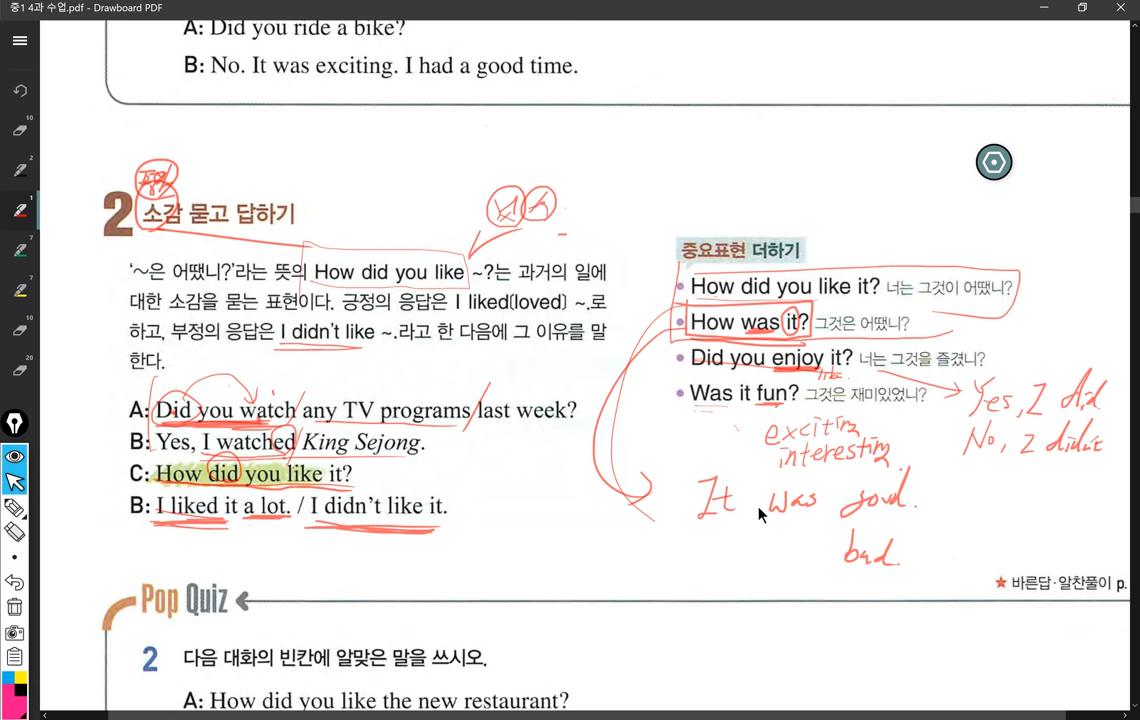 중1 4과 수업.pdf - Drawboard PDF
A: Did you ride a bike?
B: No. It was exciting. I had a good time.
2 소감 묻고 답하기
'~은 어땠니?'라는 뜻의 How did you like ~?는 과거의 일에
대한 소감을 묻는 표현이다. 긍정의 응답은 I liked(loved) ~.로
하고, 부정의 응답은 I didn't like ~.라고 한 다음에 그 이유를 말
한다.
A: Did you watch any TV programs last week?
B: Yes, I watched King Sejong.
C: How did you like it?
B: I liked it a lot. / I didn't like it.
중요표현 더하기
• How did you like it? 너는 그것이 어땠니?
• How was it? 그것은 어땠니?
• Did you enjoy it? 너는 그것을 즐겼니?
like
• Was it fun? 그것은 재미있었니?
Yes, I did
No, I didn't
exciting
interesting.
It was good.
bad.
★ 바른답·알찬풀이 p.
Pop Quiz
2 다음 대화의 빈칸에 알맞은 말을 쓰시오.
A: How did you like the new restaurant?
10
2
1
7
7
10
20